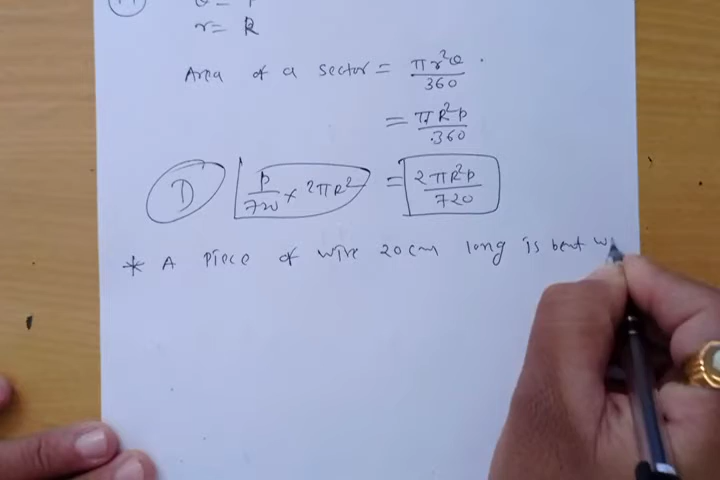 r = R
Area of a sector = πr²θ/360 .
= πR²p/.360
D p/720 × 2πR² = 2πR²p/720
* A Piece of wire 20cm long is bent